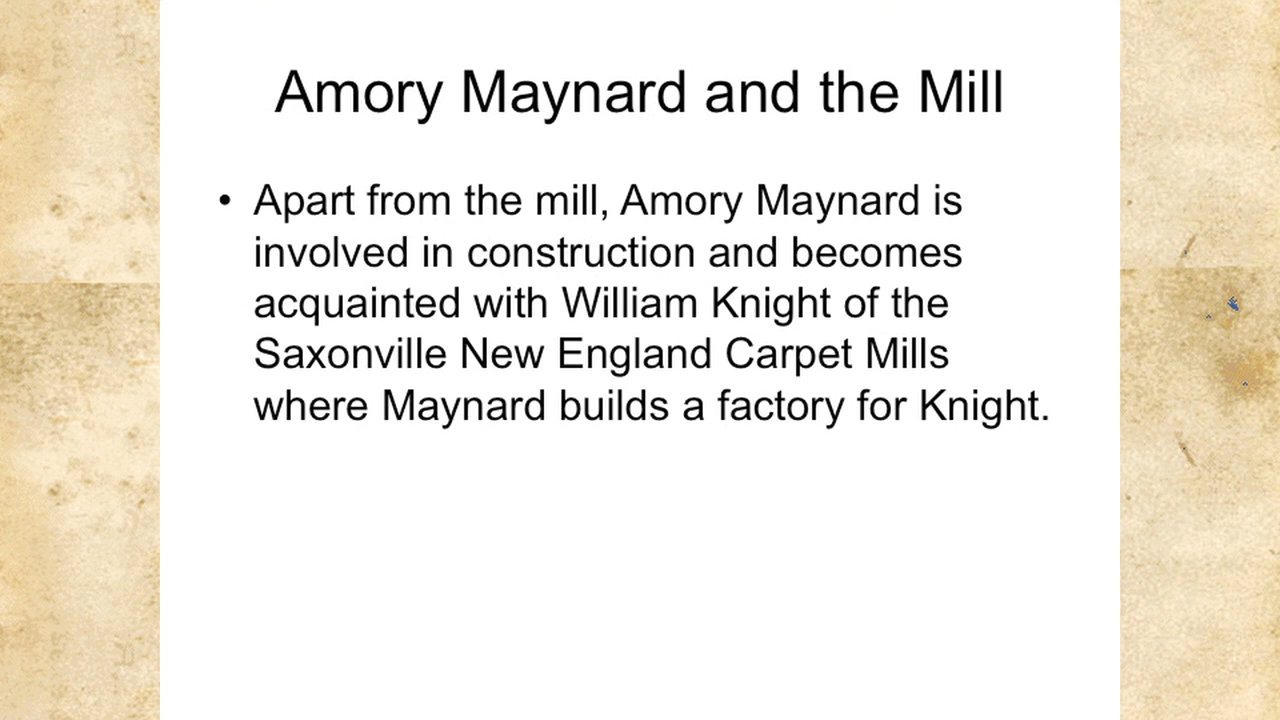 Amory Maynard and the Mill
• Apart from the mill, Amory Maynard is
involved in construction and becomes
acquainted with William Knight of the
Saxonville New England Carpet Mills
where Maynard builds a factory for Knight.